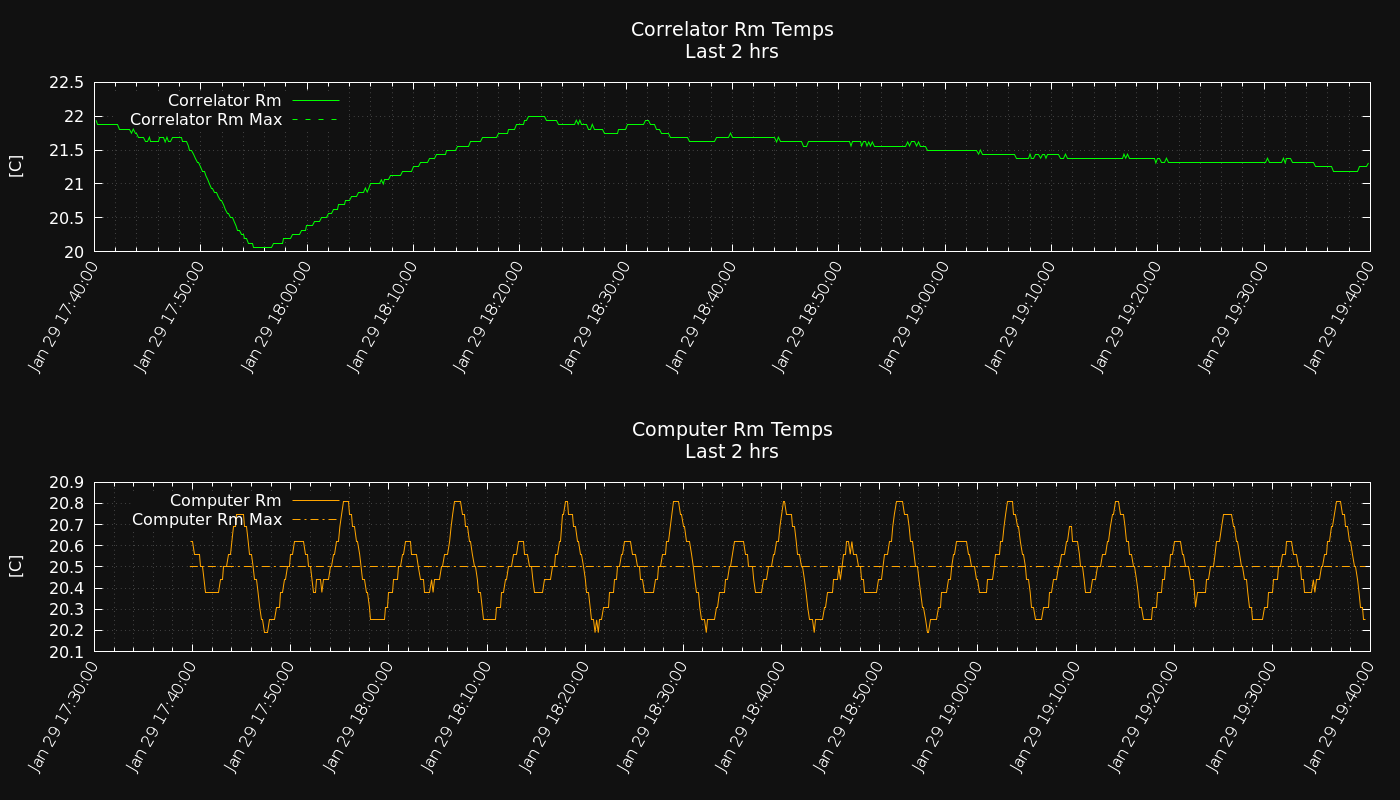 Correlator Rm Temps
Last 2 hrs
22.5
22
21.5
21
20.5
20
[C]
Correlator Rm
Correlator Rm Max
Jan 29 17:40:00
Jan 29 17:50:00
Jan 29 18:00:00
Jan 29 18:10:00
Jan 29 18:20:00
Jan 29 18:30:00
Jan 29 18:40:00
Jan 29 18:50:00
Jan 29 19:00:00
Jan 29 19:10:00
Jan 29 19:20:00
Jan 29 19:30:00
Jan 29 19:40:00
Computer Rm Temps
Last 2 hrs
20.9
20.8
20.7
20.6
20.5
20.4
20.3
20.2
20.1
[C]
Computer Rm
Computer Rm Max
Jan 29 17:30:00
Jan 29 17:40:00
Jan 29 17:50:00
Jan 29 18:00:00
Jan 29 18:10:00
Jan 29 18:20:00
Jan 29 18:30:00
Jan 29 18:40:00
Jan 29 18:50:00
Jan 29 19:00:00
Jan 29 19:10:00
Jan 29 19:20:00
Jan 29 19:30:00
Jan 29 19:40:00